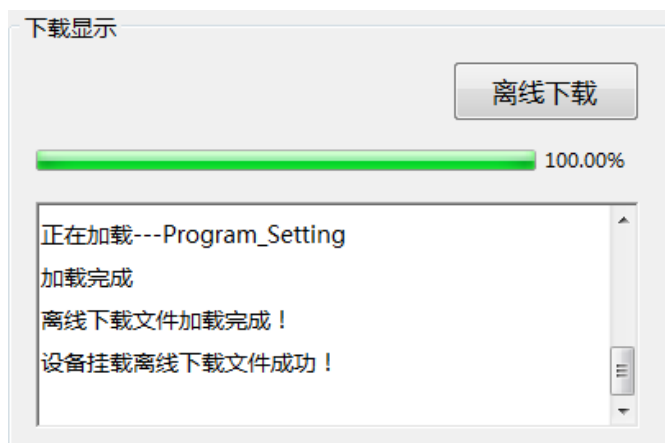 下载显示
离线下载
100.00%
正在加载---Program_Setting
加载完成
离线下载文件加载完成！
设备挂载离线下载文件成功！